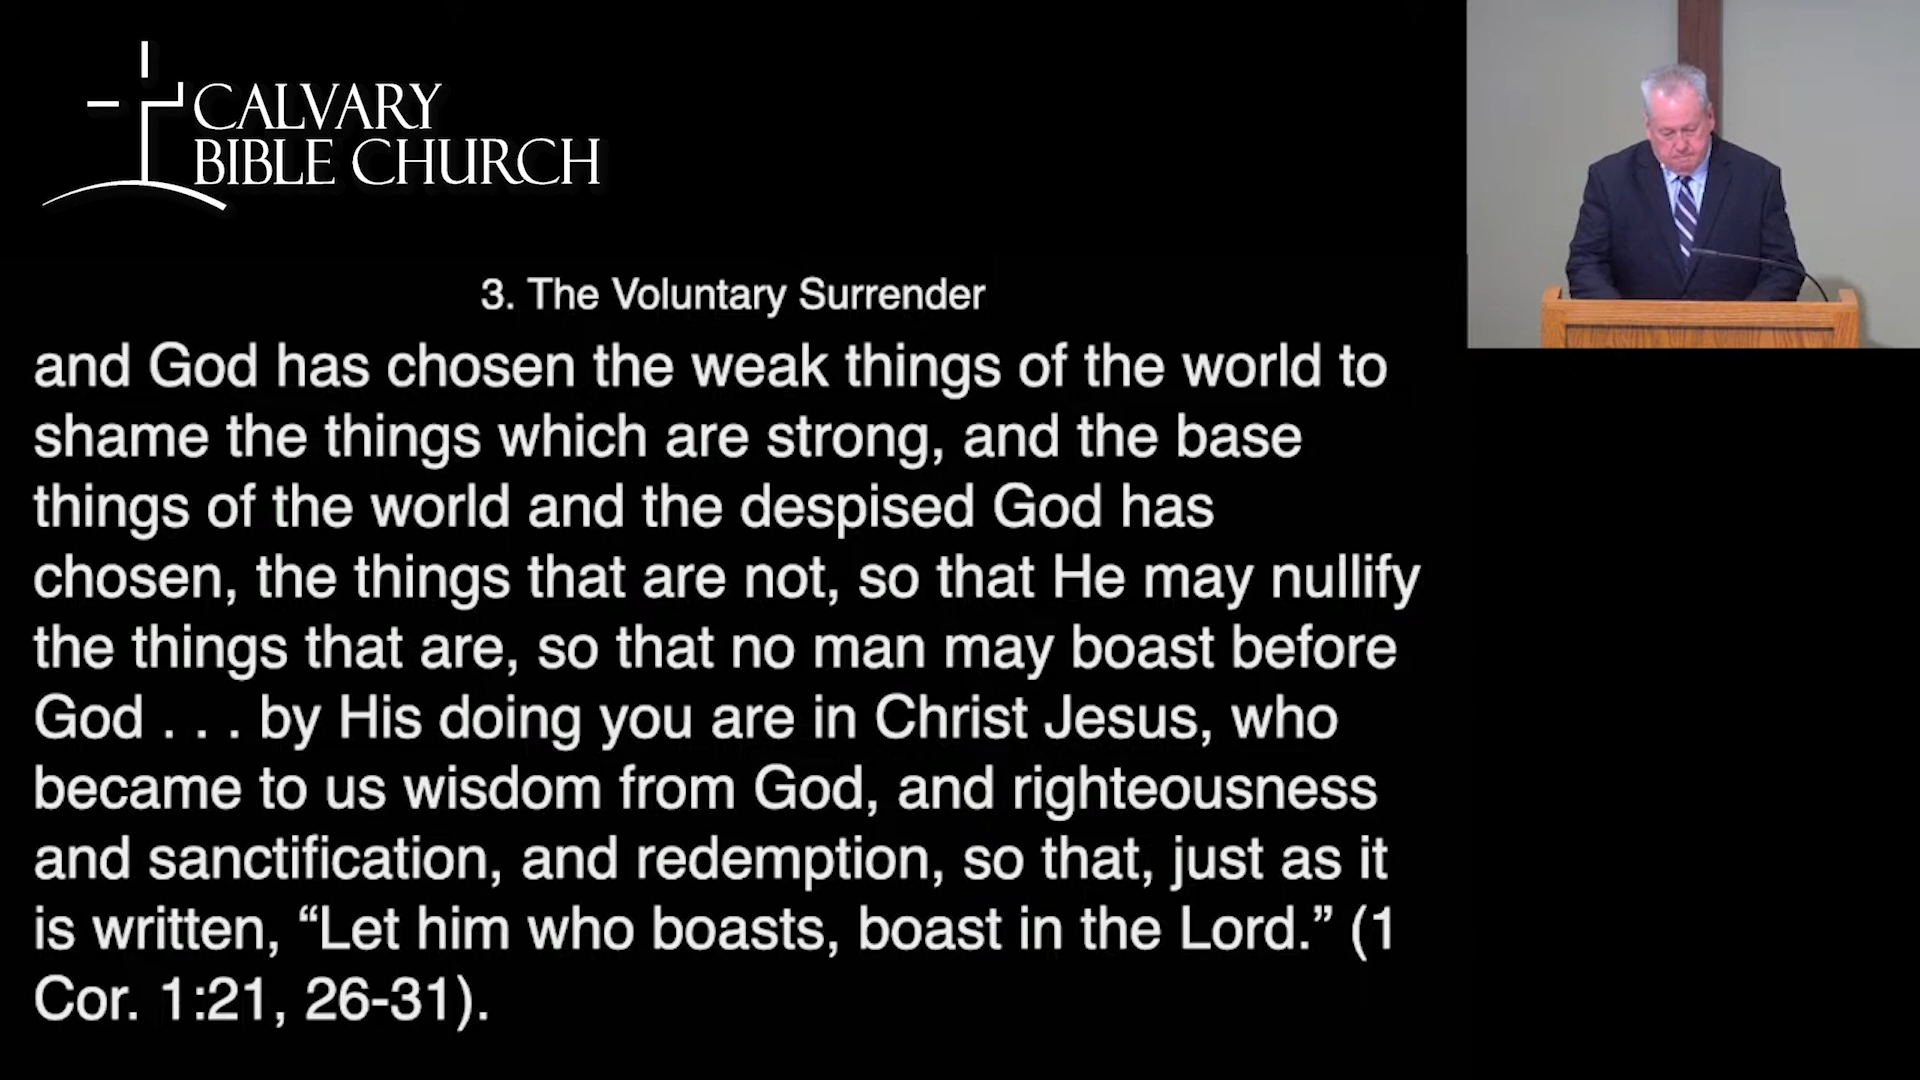 CALVARY
BIBLE CHURCH
3. The Voluntary Surrender
and God has chosen the weak things of the world to
shame the things which are strong, and the base
things of the world and the despised God has
chosen, the things that are not, so that He may nullify
the things that are, so that no man may boast before
God . . . by His doing you are in Christ Jesus, who
became to us wisdom from God, and righteousness
and sanctification, and redemption, so that, just as it
is written, “Let him who boasts, boast in the Lord.” (1
Cor. 1:21, 26-31).